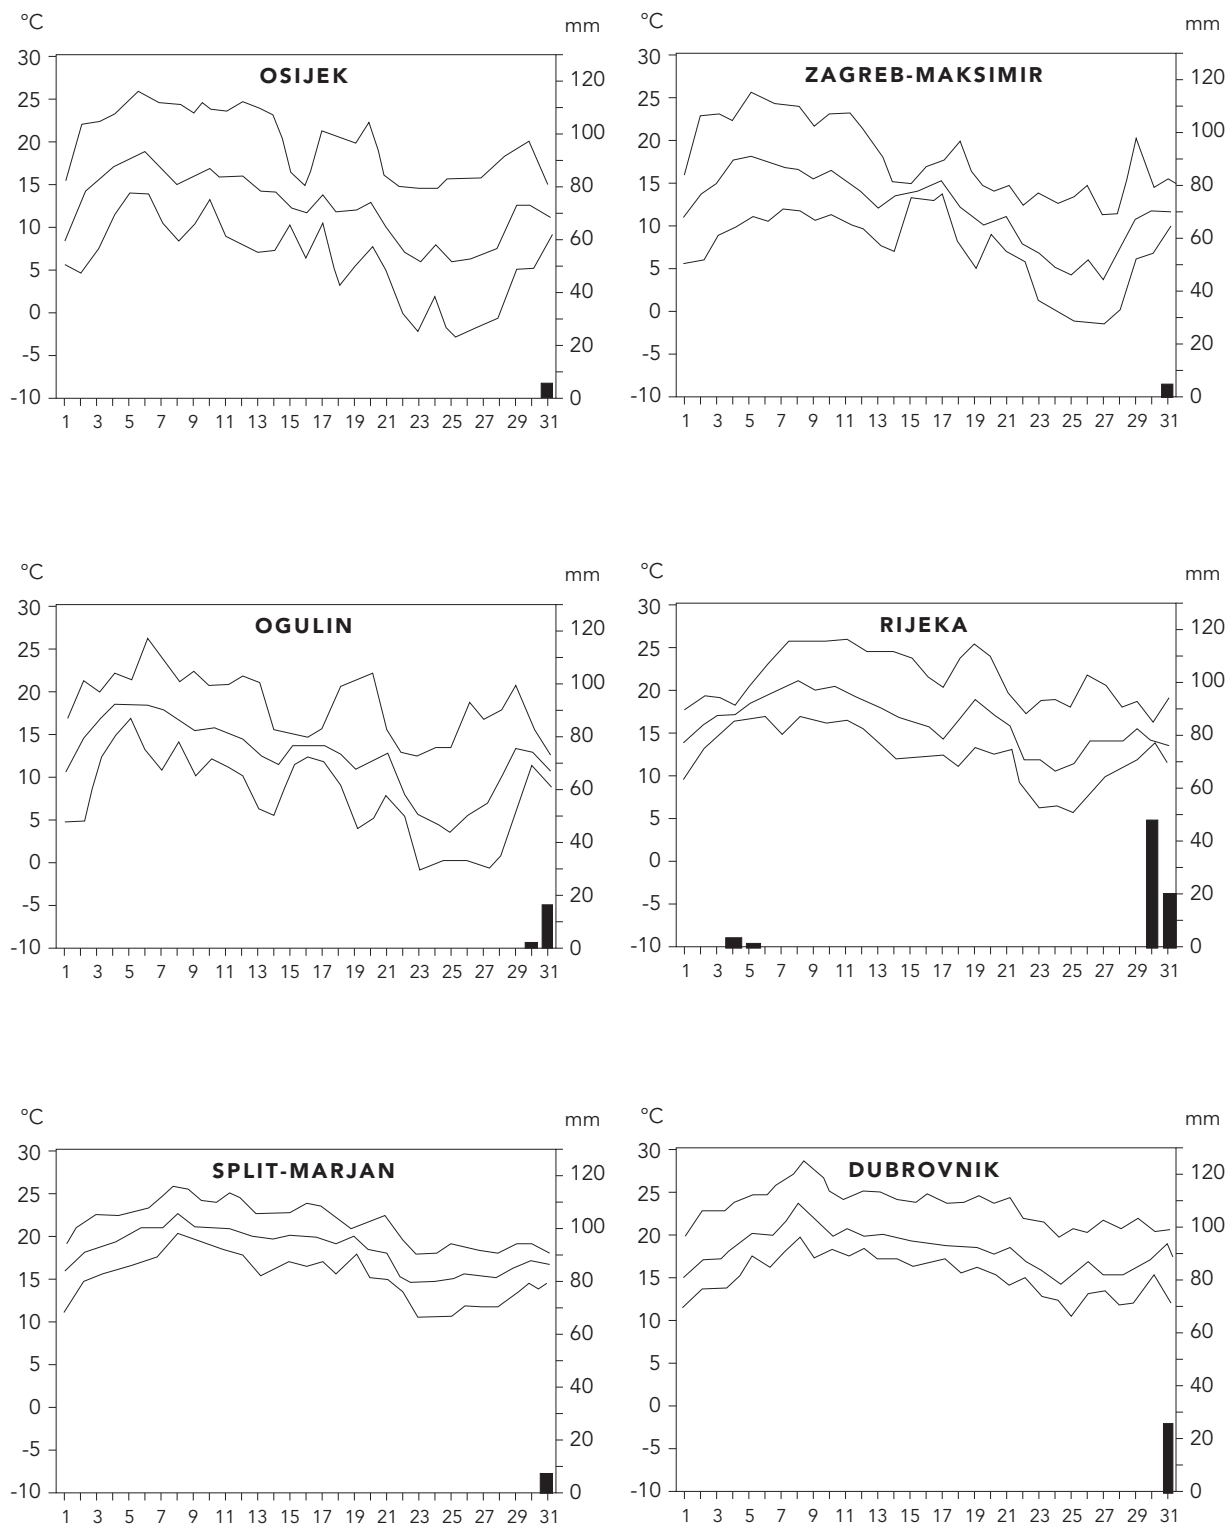 °C mm °C mm
OSIJEK ZAGREB-MAKSIMIR
30 30
120 120
25 25
100 100
20 20
15 80 15 80
10 60 10 60
5 5
40 40
0 0
20 20
-5 -5
-10 0 -10 0
1 3 5 7 9 11 13 15 17 19 21 23 25 27 29 31 1 3 5 7 9 11 13 15 17 19 21 23 25 27 29 31
°C mm °C mm
OGULIN RIJEKA
30 30
120 120
25 25
100 100
20 20
15 80 15 80
10 60 10 60
5 5
40 40
0 0
20 20
-5 -5
-10 0 -10 0
1 3 5 7 9 11 13 15 17 19 21 23 25 27 29 31 1 3 5 7 9 11 13 15 17 19 21 23 25 27 29 31
°C mm °C mm
SPLIT-MARJAN DUBROVNIK
30 30
120 120
25 25
100 100
20 20
15 80 15 80
10 60 10 60
5 5
40 40
0 0
20 20
-5 -5
-10 0 -10 0
1 3 5 7 9 11 13 15 17 19 21 23 25 27 29 31 1 3 5 7 9 11 13 15 17 19 21 23 25 27 29 31